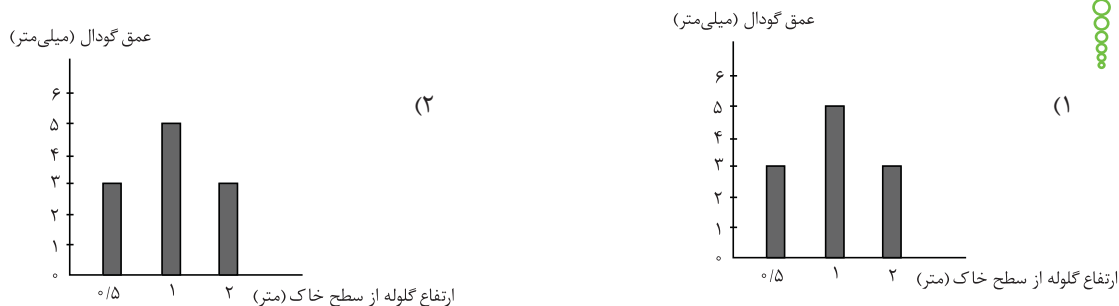 ۱)
عمق گودال (میلی‌متر)
۶
۵
۴
۳
۲
۱
۰
۰/۵ ۱ ۲
ارتفاع گلوله از سطح خاک (متر)
۲)
عمق گودال (میلی‌متر)
۶
۵
۴
۳
۲
۱
۰
۰/۵ ۱ ۲
ارتفاع گلوله از سطح خاک (متر)